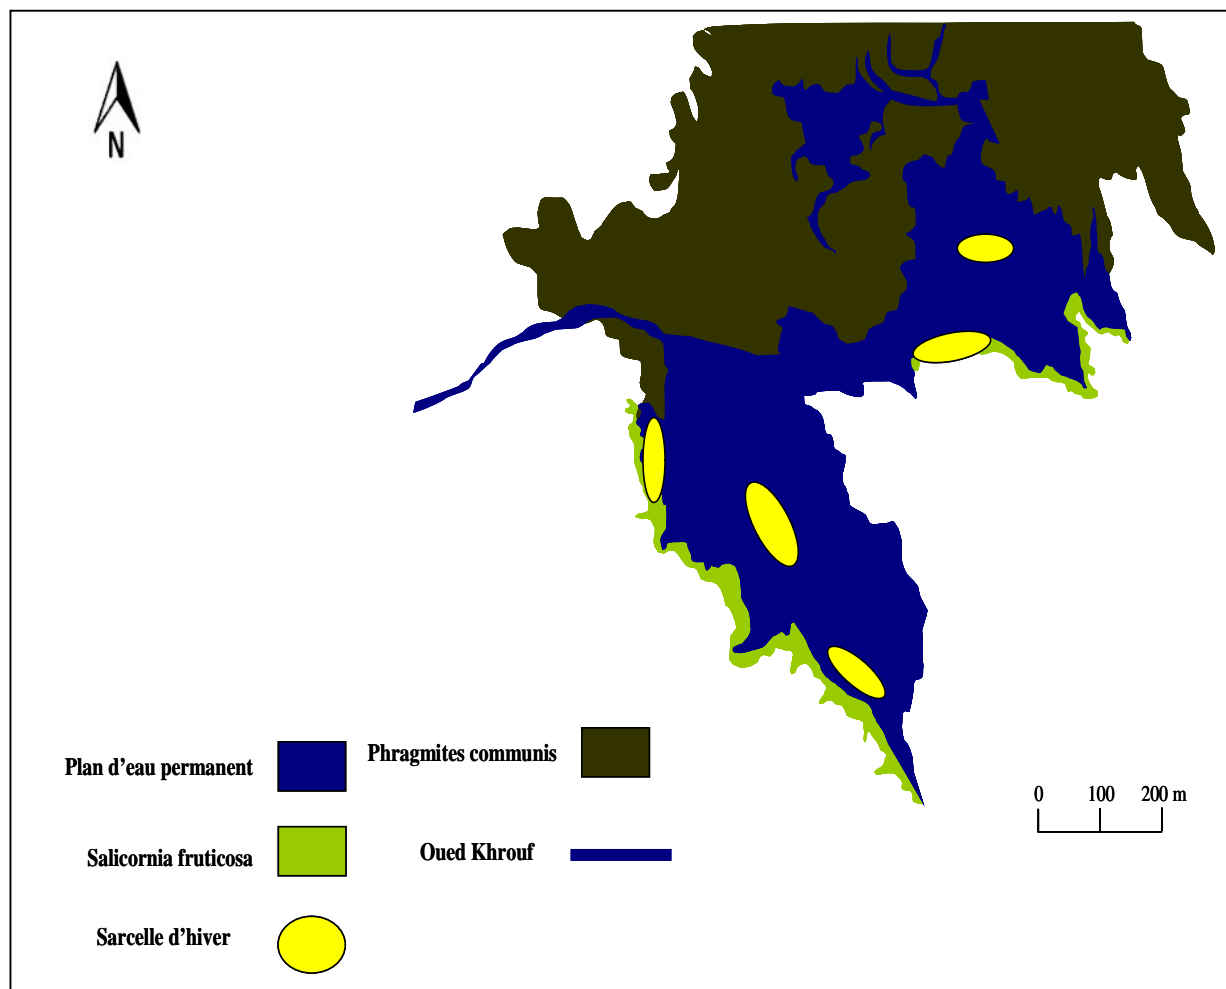 N
Plan d'eau permanent
Phragmites communis
Salicornia fruticosa
Oued Khrouf
Sarcelle d'hiver
0 100 200 m